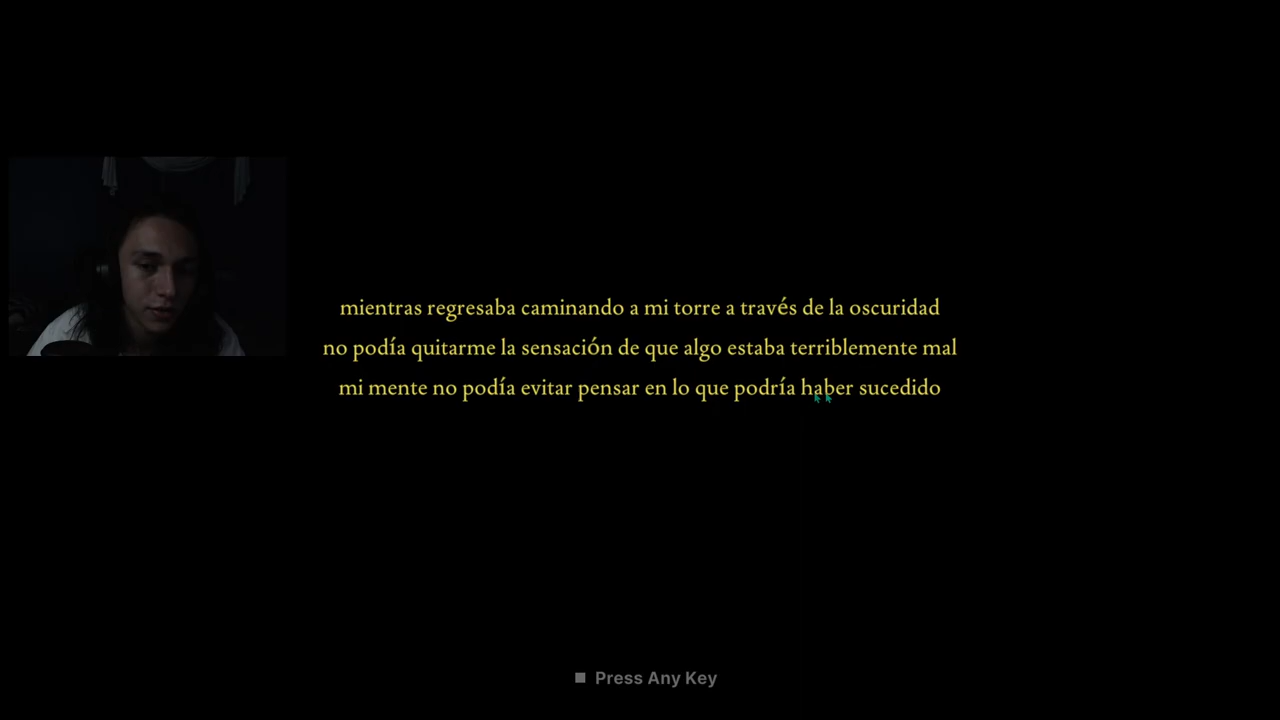 mientras regresaba caminando a mi torre a través de la oscuridad
no podía quitarme la sensación de que algo estaba terriblemente mal
mi mente no podía evitar pensar en lo que podría haber sucedido
Press Any Key